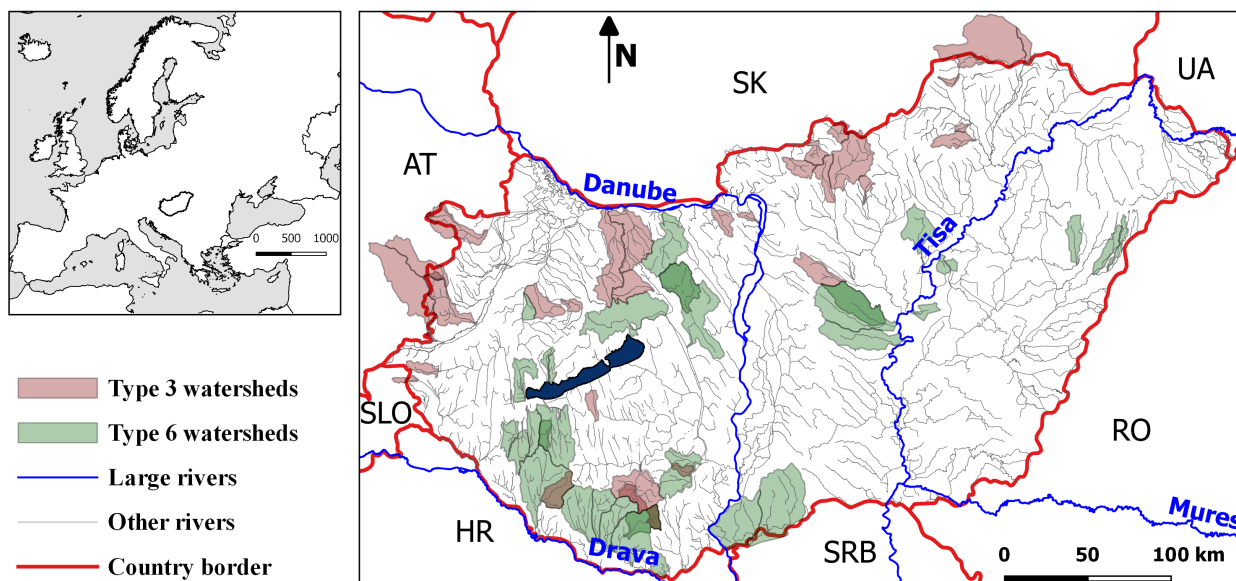 0 500 1000
Type 3 watersheds
Type 6 watersheds
Large rivers
Other rivers
Country border
N
SK
UA
AT
Danube
Tisa
SLO
RO
HR
Drava
SRB
Mures
0 50 100 km